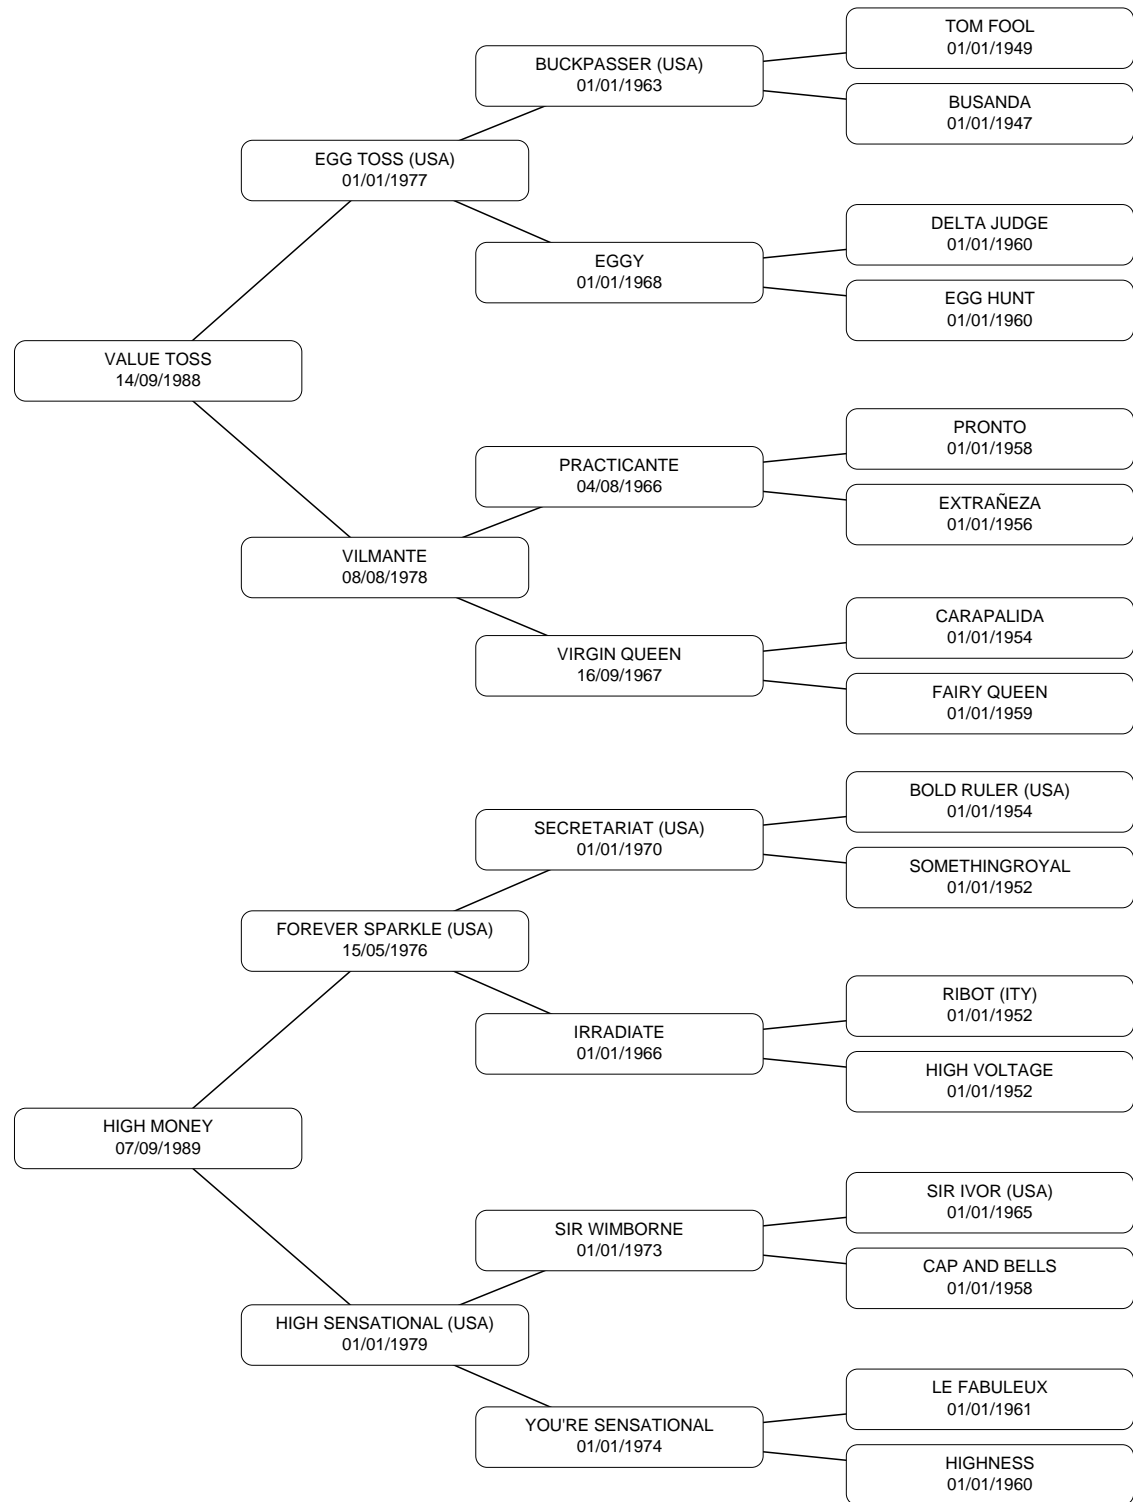 TOM FOOL
01/01/1949
BUCKPASSER (USA)
01/01/1963
BUSANDA
01/01/1947
EGG TOSS (USA)
01/01/1977
DELTA JUDGE
01/01/1960
EGGY
01/01/1968
EGG HUNT
01/01/1960
VALUE TOSS
14/09/1988
PRONTO
01/01/1958
PRACTICANTE
04/08/1966
EXTRAÑEZA
01/01/1956
VILMANTE
08/08/1978
CARAPALIDA
01/01/1954
VIRGIN QUEEN
16/09/1967
FAIRY QUEEN
01/01/1959
BOLD RULER (USA)
01/01/1954
SECRETARIAT (USA)
01/01/1970
SOMETHINGROYAL
01/01/1952
FOREVER SPARKLE (USA)
15/05/1976
RIBOT (ITY)
01/01/1952
IRRADIATE
01/01/1966
HIGH VOLTAGE
01/01/1952
HIGH MONEY
07/09/1989
SIR IVOR (USA)
01/01/1965
SIR WIMBORNE
01/01/1973
CAP AND BELLS
01/01/1958
HIGH SENSATIONAL (USA)
01/01/1979
LE FABULEUX
01/01/1961
YOU'RE SENSATIONAL
01/01/1974
HIGHNESS
01/01/1960